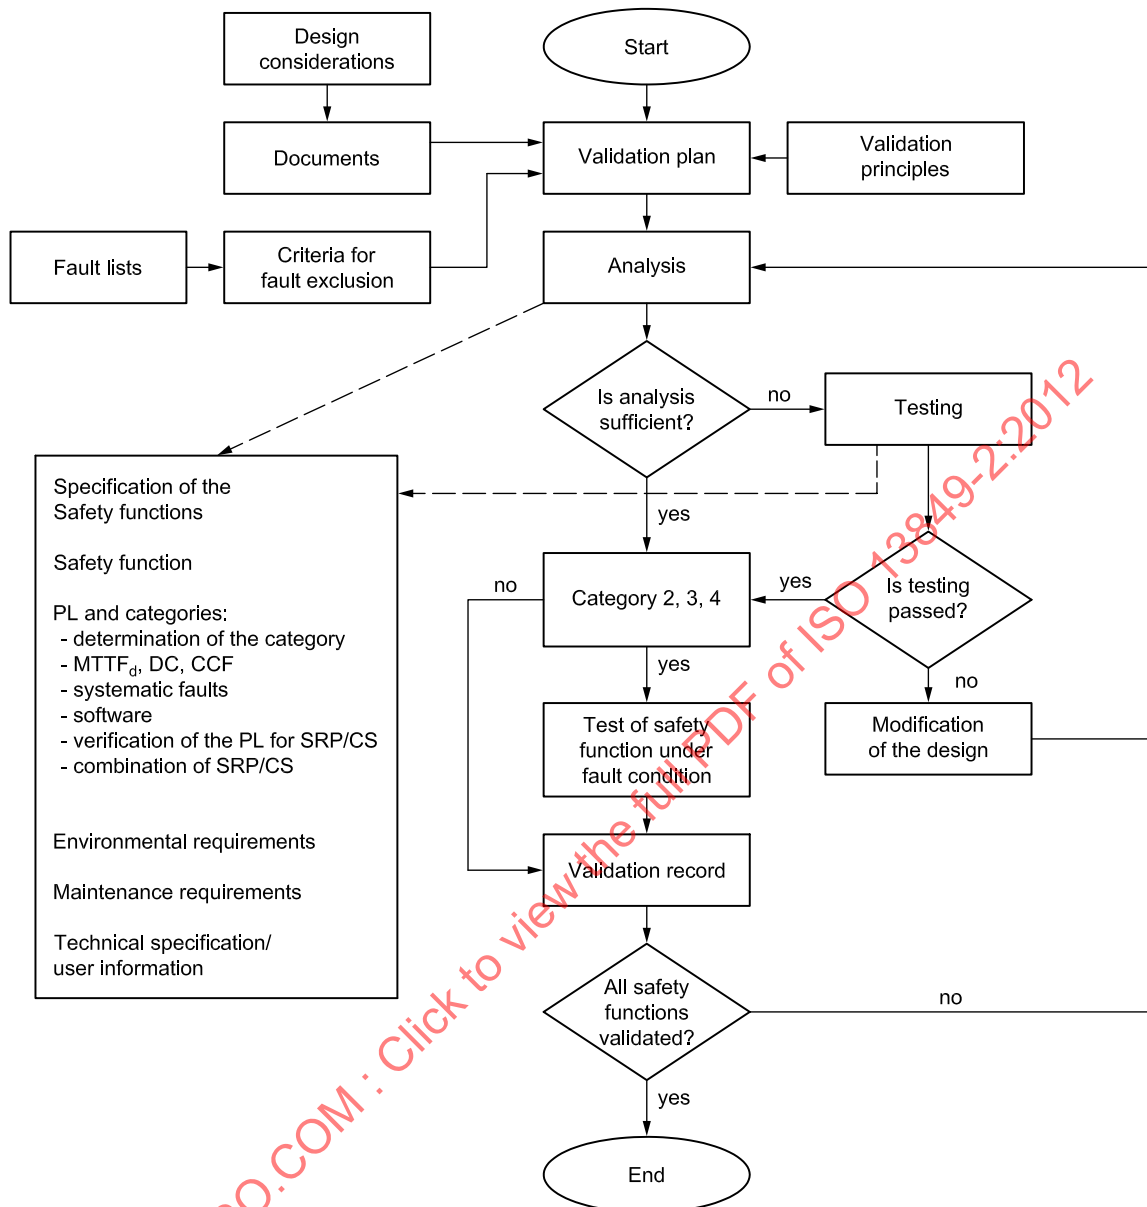 Design
considerations
Start
Documents
Validation plan
Validation
principles
Fault lists
Criteria for
fault exclusion
Analysis
Is analysis
sufficient?
no
Testing
yes
Specification of the
Safety functions
Safety function
PL and categories:
- determination of the category
- MTTFd, DC, CCF
- systematic faults
- software
- verification of the PL for SRP/CS
- combination of SRP/CS
Environmental requirements
Maintenance requirements
Technical specification/
user information
no
Category 2, 3, 4
yes
Is testing
passed?
yes
no
Test of safety
function under
fault condition
Modification
of the design
Validation record
All safety
functions
validated?
no
yes
End
O.COM : Click to view the full PDF of ISO 13849-2:2012